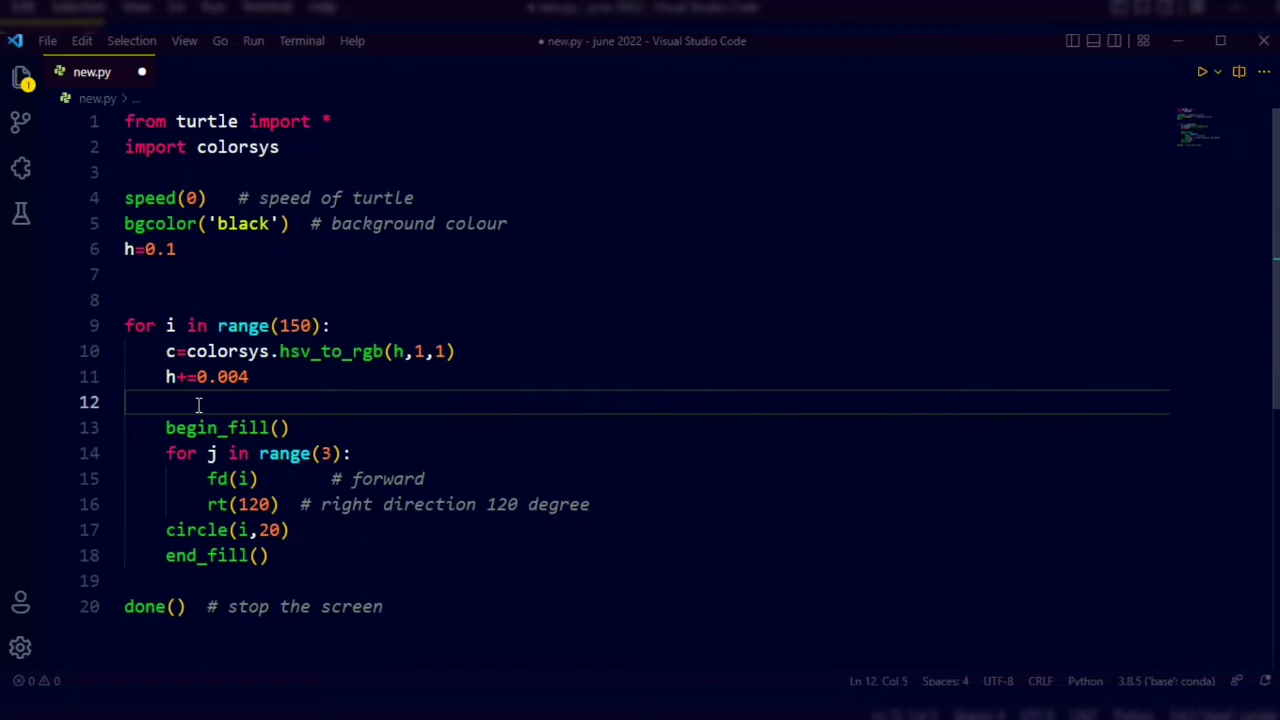 File Edit Selection View Go Run Terminal Help ● new.py - june 2022 - Visual Studio Code
new.py ●
1
new.py > ...
1 from turtle import *
2 import colorsys
3
4 speed(0)   # speed of turtle
5 bgcolor('black')  # background colour
6 h=0.1
7
8
9 for i in range(150):
10     c=colorsys.hsv_to_rgb(h,1,1)
11     h+=0.004
12
13     begin_fill()
14     for j in range(3):
15         fd(i)       # forward
16         rt(120)  # right direction 120 degree
17     circle(i,20)
18     end_fill()
19
20 done()  # stop the screen
0 0 Ln 12, Col 5 Spaces: 4 UTF-8 CRLF Python 3.8.5 ('base': conda)